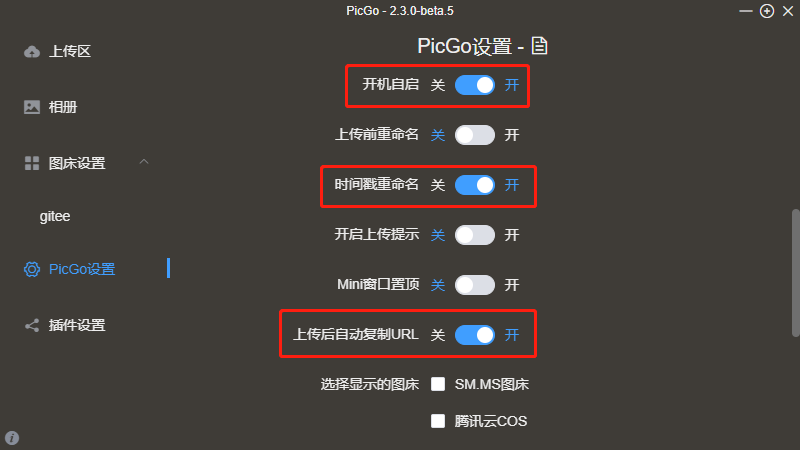 PicGo - 2.3.0-beta.5
上传区
相册
图床设置
gitee
PicGo设置
插件设置
PicGo设置 -
开机自启 关 开
上传前重命名 关 开
时间戳重命名 关 开
开启上传提示 关 开
Mini窗口置顶 关 开
上传后自动复制URL 关 开
选择显示的图床 SM.MS图床
腾讯云COS